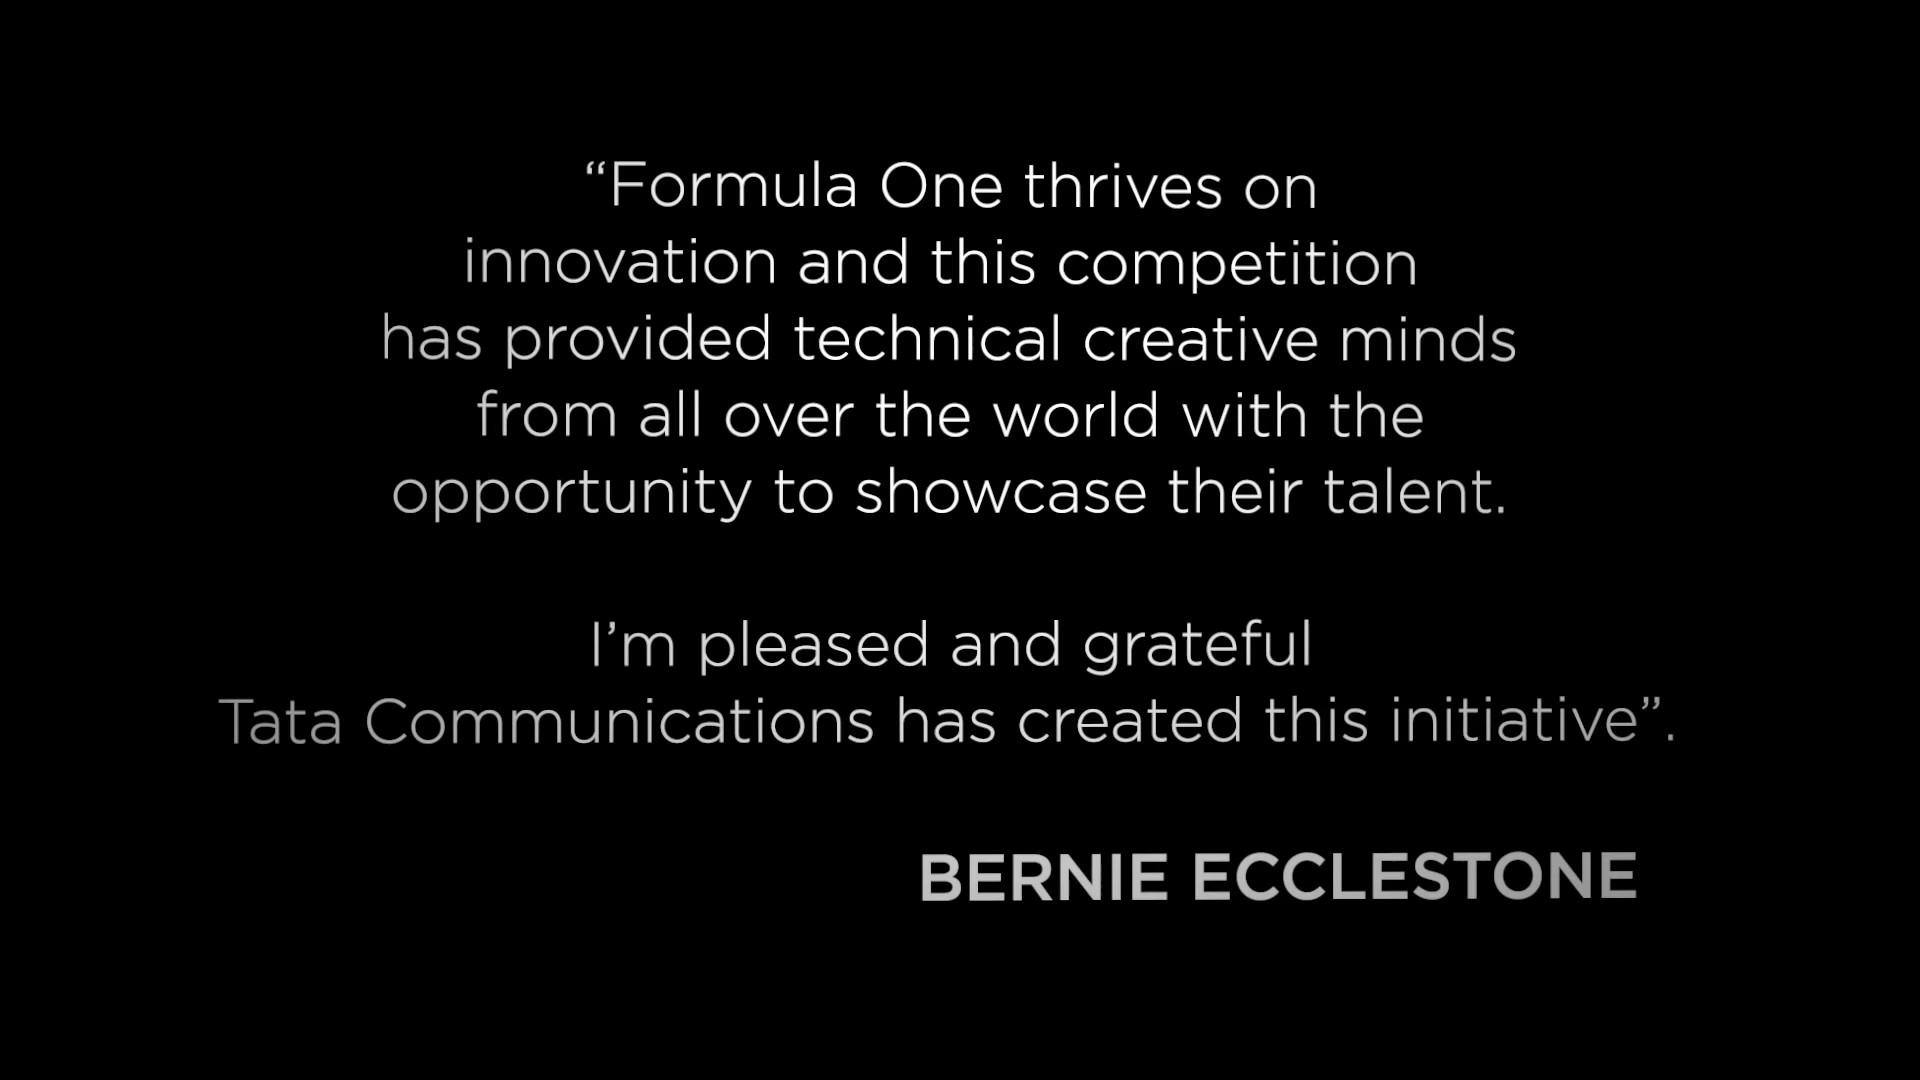 “Formula One thrives on
innovation and this competition
has provided technical creative minds
from all over the world with the
opportunity to showcase their talent.
I’m pleased and grateful
Tata Communications has created this initiative”.
BERNIE ECCLESTONE